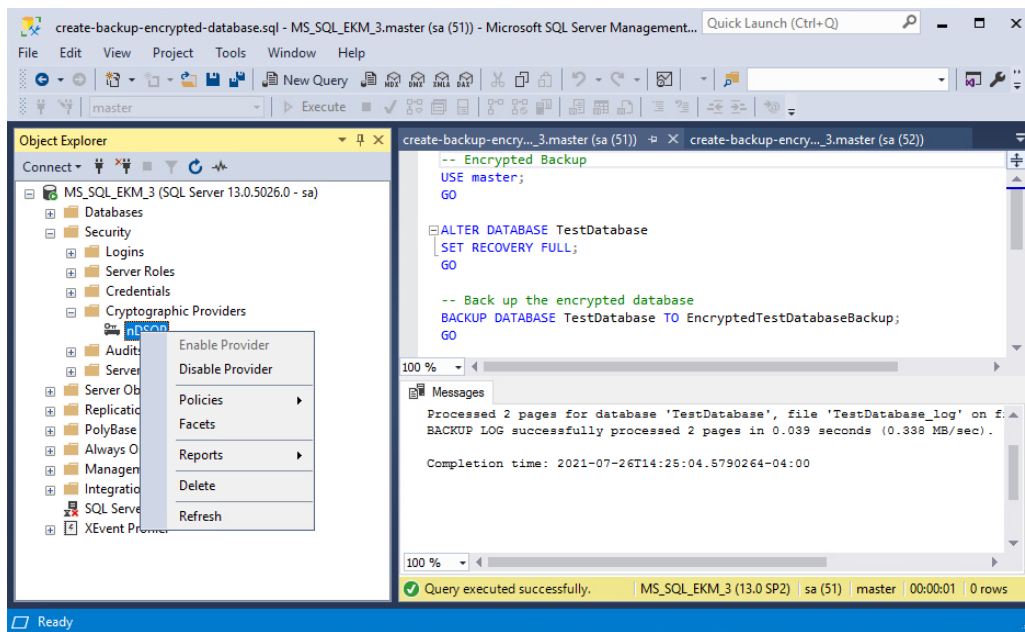 create-backup-encrypted-database.sql - MS_SQL_EKM_3.master (sa (51)) - Microsoft SQL Server Management...
Quick Launch (Ctrl+Q)
File Edit View Project Tools Window Help
New Query
MDX DMX XMLA DAX
master
Execute
Object Explorer
Connect
MS_SQL_EKM_3 (SQL Server 13.0.5026.0 - sa)
Databases
Security
Logins
Server Roles
Credentials
Cryptographic Providers
nDSOP
Audits
Server
Server Ob
Replicatio
PolyBase
Always O
Managem
Integratio
SQL Serve
XEvent Profiler
Enable Provider
Disable Provider
Policies
Facets
Reports
Delete
Refresh
create-backup-encry..._3.master (sa (51))
create-backup-encry..._3.master (sa (52))
-- Encrypted Backup
USE master;
GO
ALTER DATABASE TestDatabase
SET RECOVERY FULL;
GO
-- Back up the encrypted database
BACKUP DATABASE TestDatabase TO EncryptedTestDatabaseBackup;
GO
100 %
Messages
Processed 2 pages for database 'TestDatabase', file 'TestDatabase_log' on f
BACKUP LOG successfully processed 2 pages in 0.039 seconds (0.338 MB/sec).
Completion time: 2021-07-26T14:25:04.5790264-04:00
100 %
Query executed successfully.
MS_SQL_EKM_3 (13.0 SP2) sa (51) master 00:00:01 0 rows
Ready